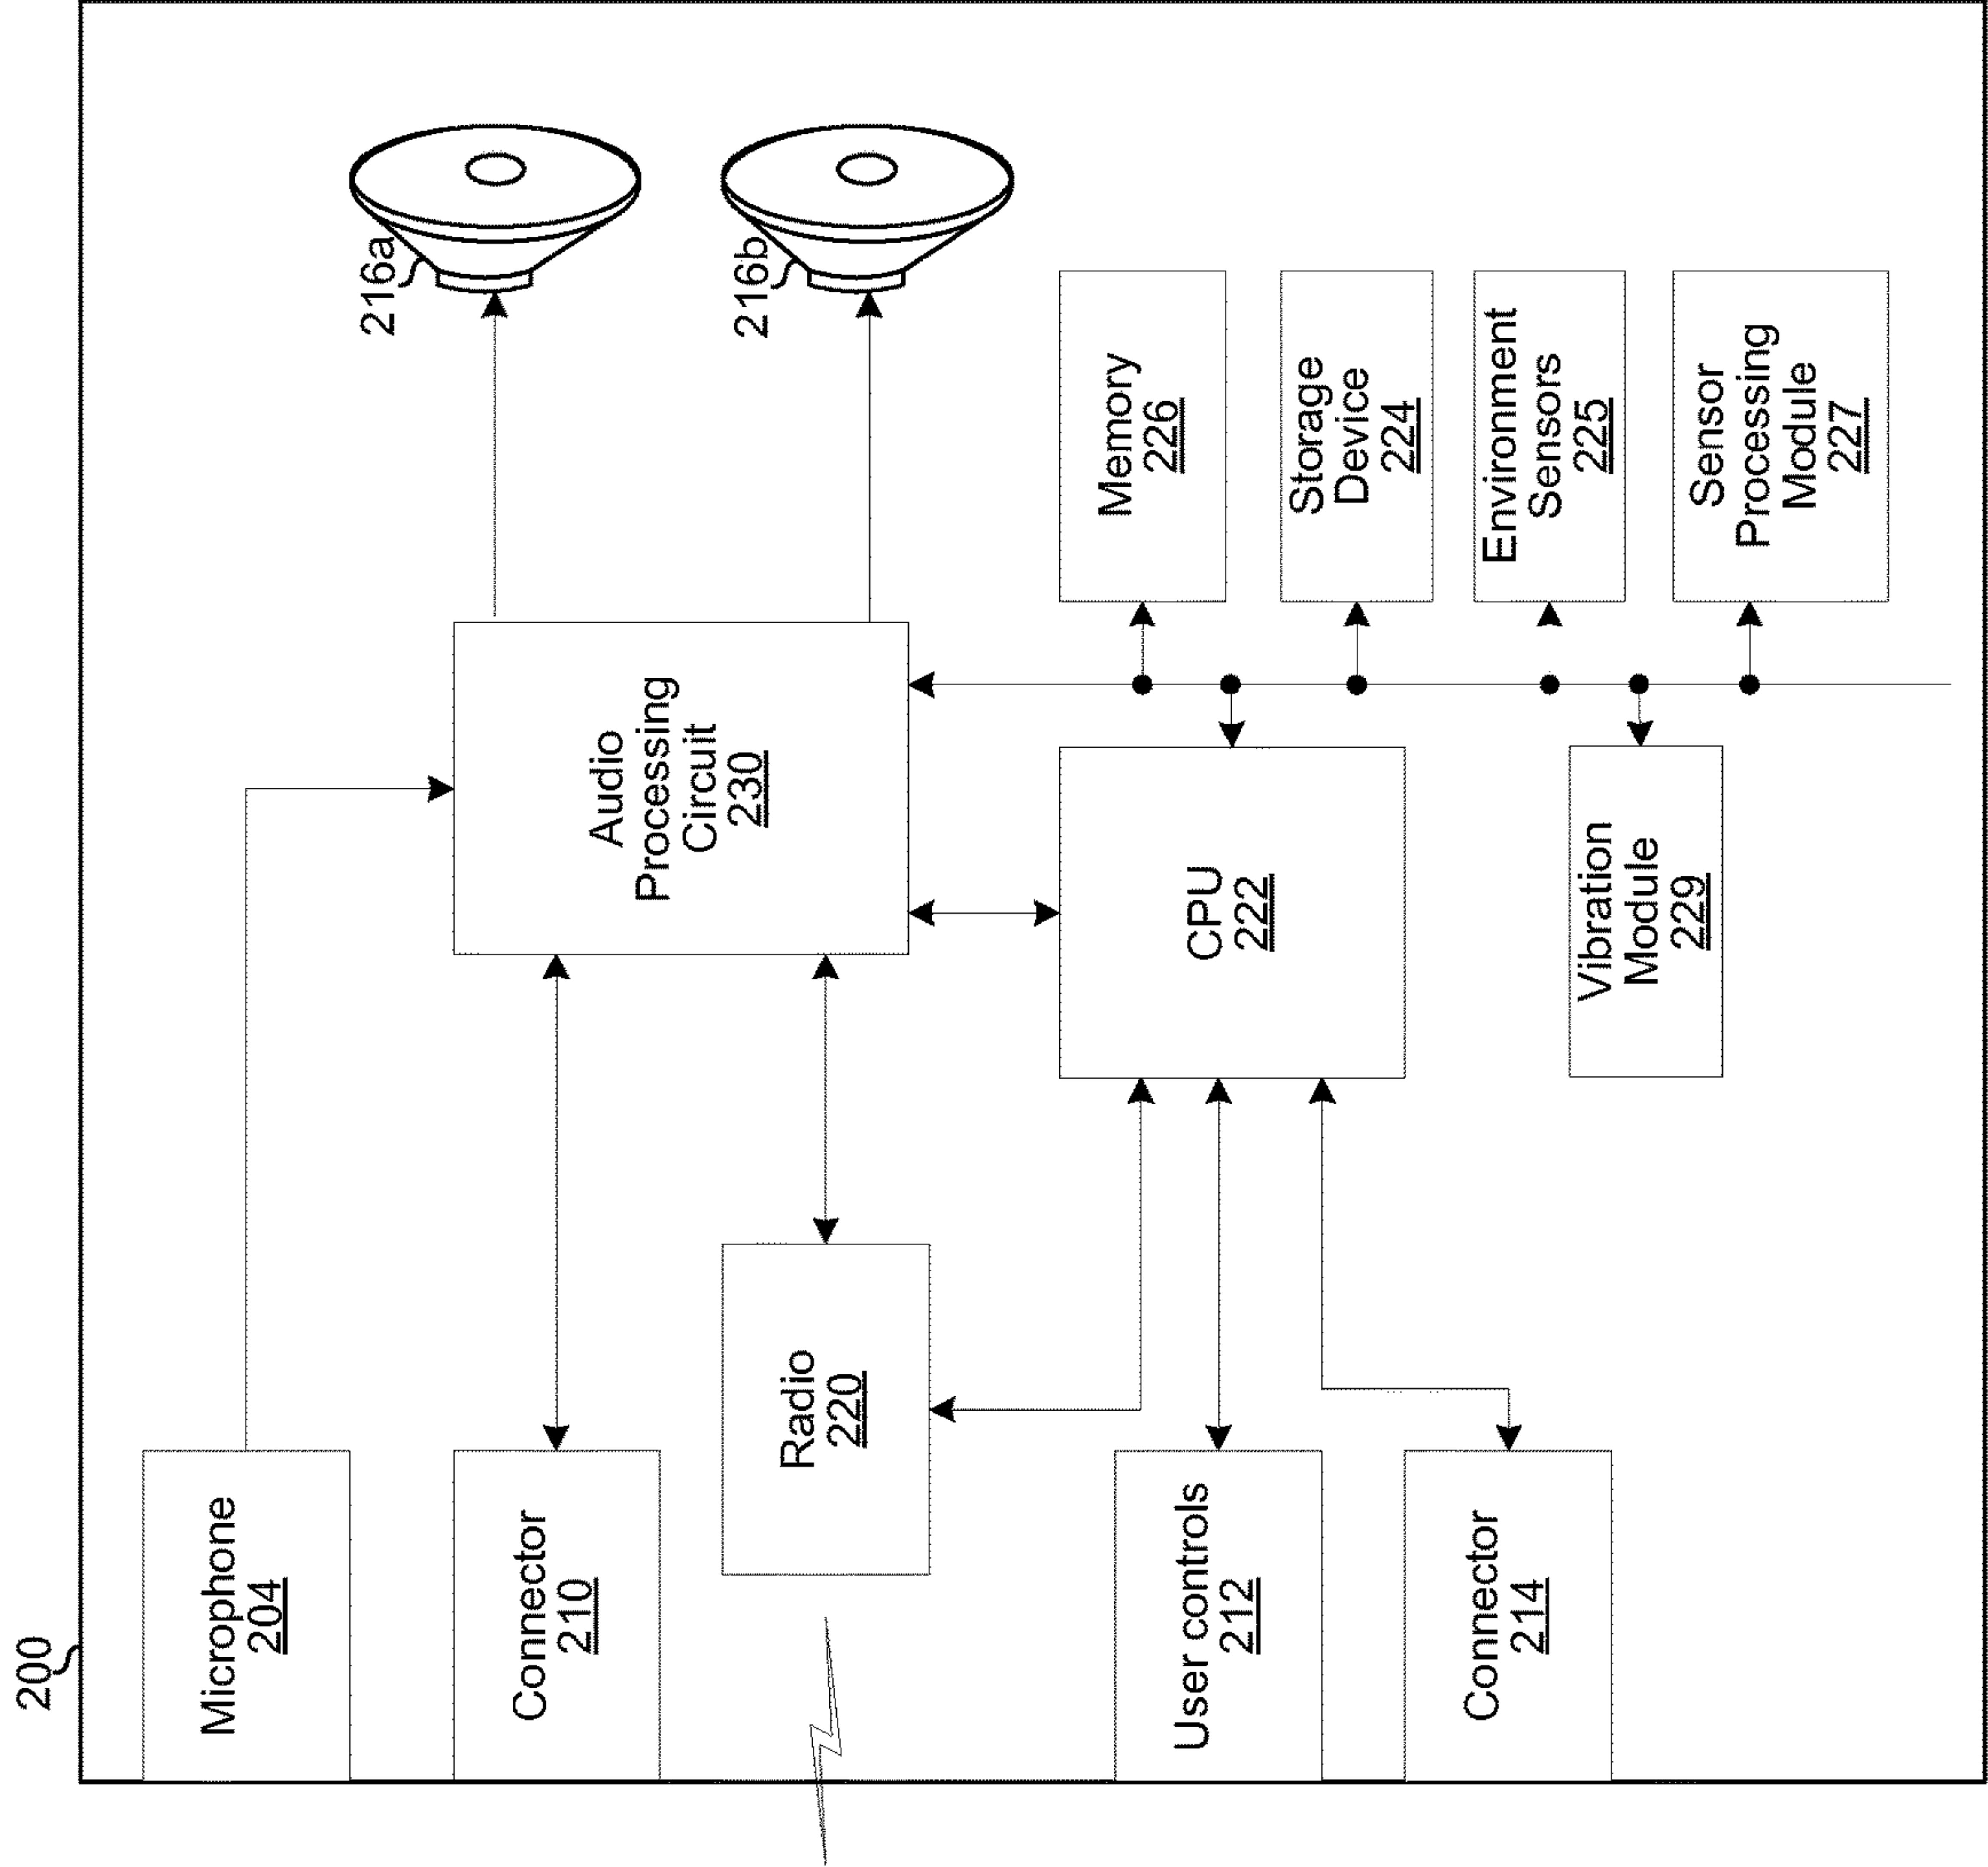 200
Microphone
204
Connector
210
Radio
220
User controls
212
Connector
214
Audio
Processing
Circuit
230
CPU
222
Vibration
Module
229
216a
216b
Memory
226
Storage
Device
224
Environment
Sensors
225
Sensor
Processing
Module
227